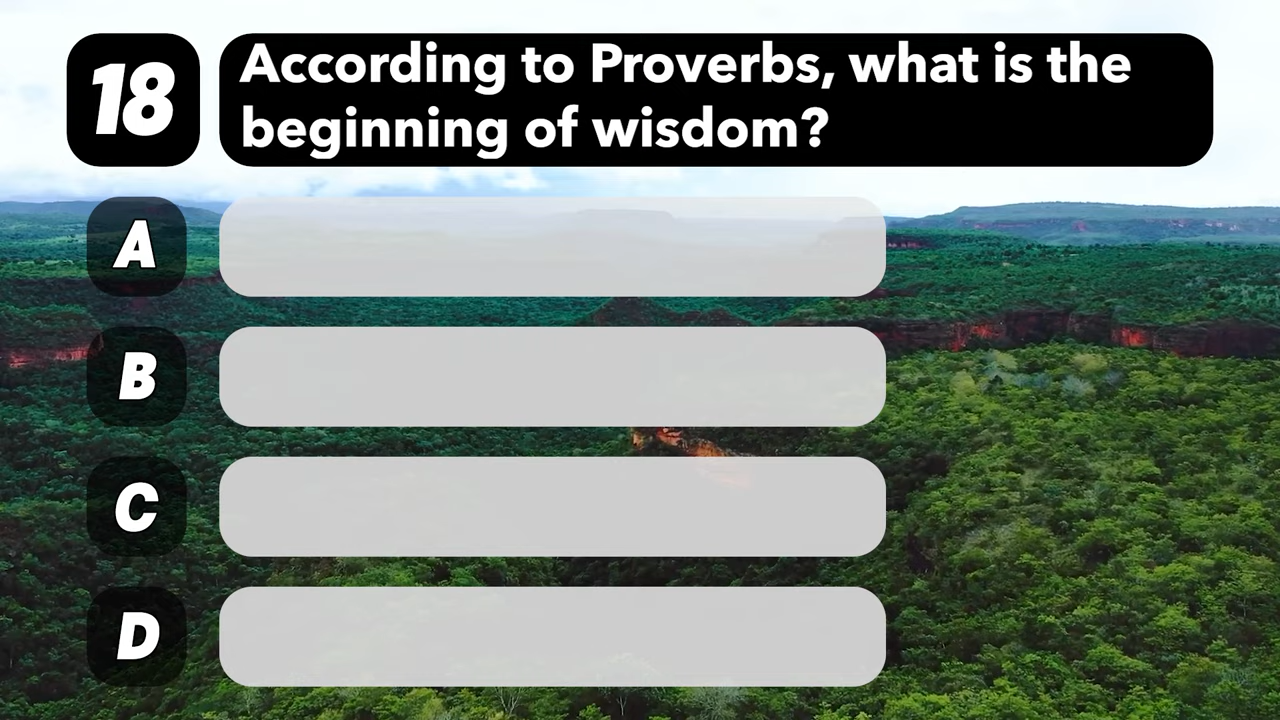 18
According to Proverbs, what is the
beginning of wisdom?
A
B
C
D